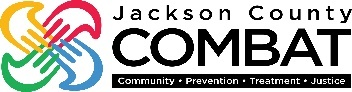 Jackson County
COMBAT
Community • Prevention • Treatment • Justice